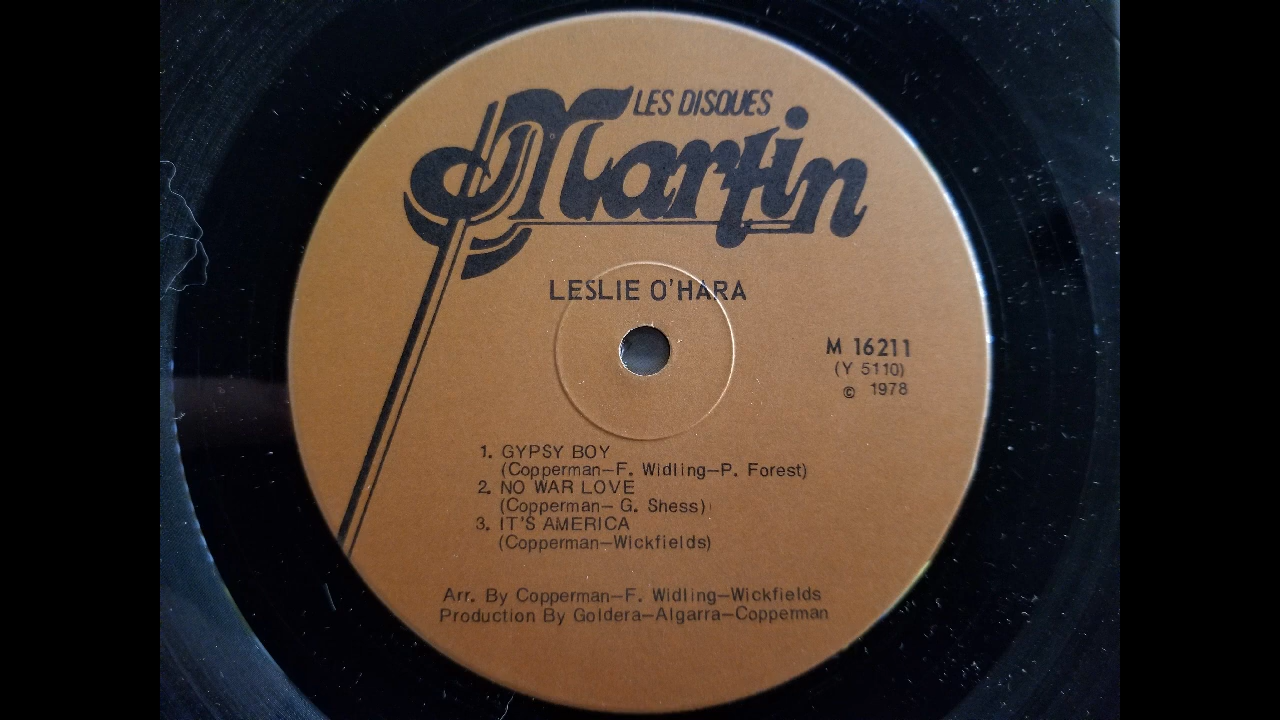 LES DISQUES
Martin
LESLIE O'HARA
M 16211
(Y 5110)
© 1978
1. GYPSY BOY
(Copperman-F. Widling-P. Forest)
2. NO WAR LOVE
(Copperman- G. Shess)
3. IT'S AMERICA
(Copperman-Wickfields)
Arr. By Copperman-F. Widling-Wickfields
Production By Goldera-Algarra-Copperman